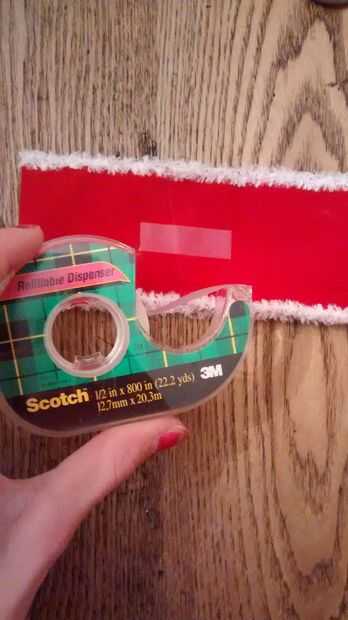 Refillable Dispenser
Scotch 1/2 in x 800 in (22.2 yds) 3M
12,7mm x 20,3m